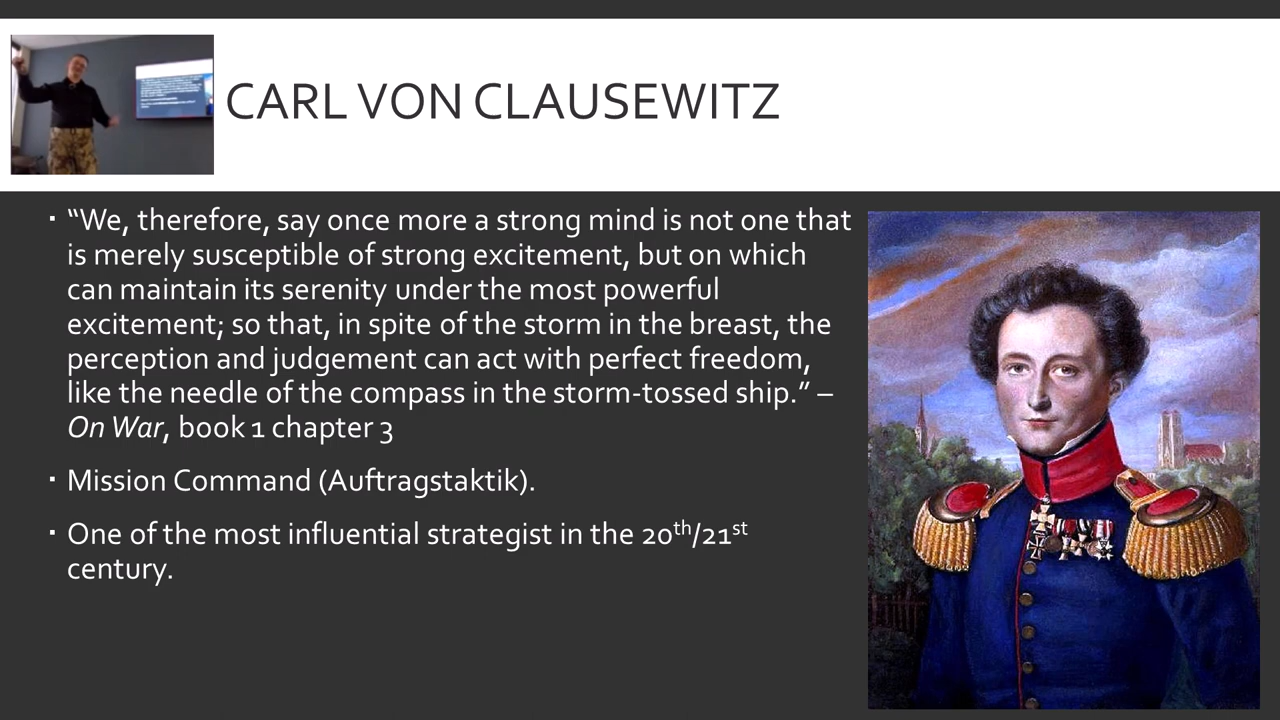 CARL VON CLAUSEWITZ
▪ “We, therefore, say once more a strong mind is not one that
is merely susceptible of strong excitement, but on which
can maintain its serenity under the most powerful
excitement; so that, in spite of the storm in the breast, the
perception and judgement can act with perfect freedom,
like the needle of the compass in the storm-tossed ship.” –
On War, book 1 chapter 3
▪ Mission Command (Auftragstaktik).
▪ One of the most influential strategist in the 20th/21st
century.